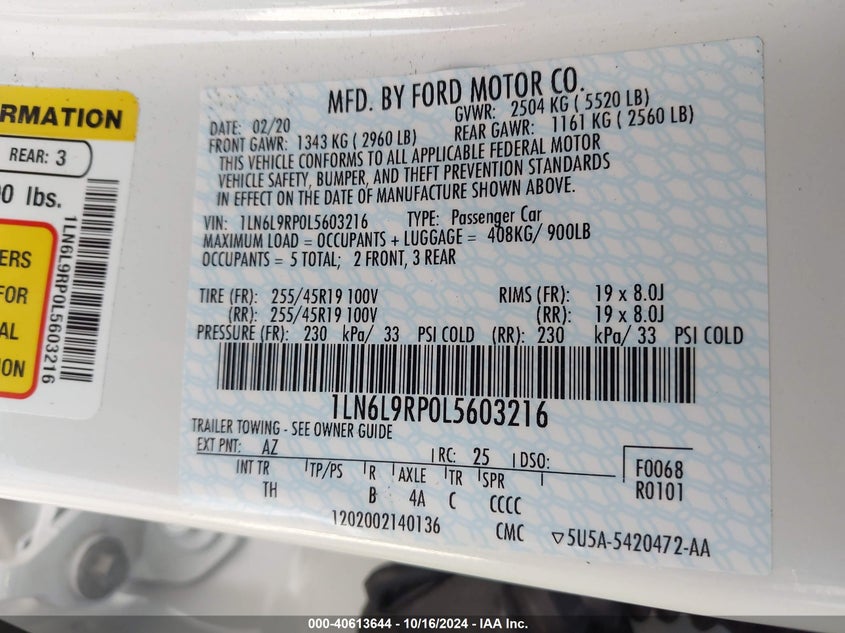 RMATION
REAR: 3
00 lbs.
ERS
FOR
AL
ION
1LN6L9RP0L5603216
MFD. BY FORD MOTOR CO.
DATE: 02/20 GVWR: 2504 KG ( 5520 LB)
FRONT GAWR: 1343 KG ( 2960 LB) REAR GAWR: 1161 KG ( 2560 LB)
THIS VEHICLE CONFORMS TO ALL APPLICABLE FEDERAL MOTOR
VEHICLE SAFETY, BUMPER, AND THEFT PREVENTION STANDARDS
IN EFFECT ON THE DATE OF MANUFACTURE SHOWN ABOVE.
VIN: 1LN6L9RP0L5603216 TYPE: Passenger Car
MAXIMUM LOAD = OCCUPANTS + LUGGAGE = 408KG/ 900LB
OCCUPANTS = 5 TOTAL; 2 FRONT, 3 REAR
TIRE (FR): 255/45R19 100V RIMS (FR): 19 x 8.0J
(RR): 255/45R19 100V (RR): 19 x 8.0J
PRESSURE (FR): 230 kPa/ 33 PSI COLD (RR): 230 kPa/ 33 PSI COLD
1LN6L9RP0L5603216
TRAILER TOWING - SEE OWNER GUIDE
EXT PNT: AZ RC: 25 DSO:
INT TR TP/PS R AXLE TR SPR
TH B 4A C CCCC
F0068
R0101
1202002140136 CMC ▽5U5A-5420472-AA
000-40613644 / 10/16/2024 - IAA Inc.